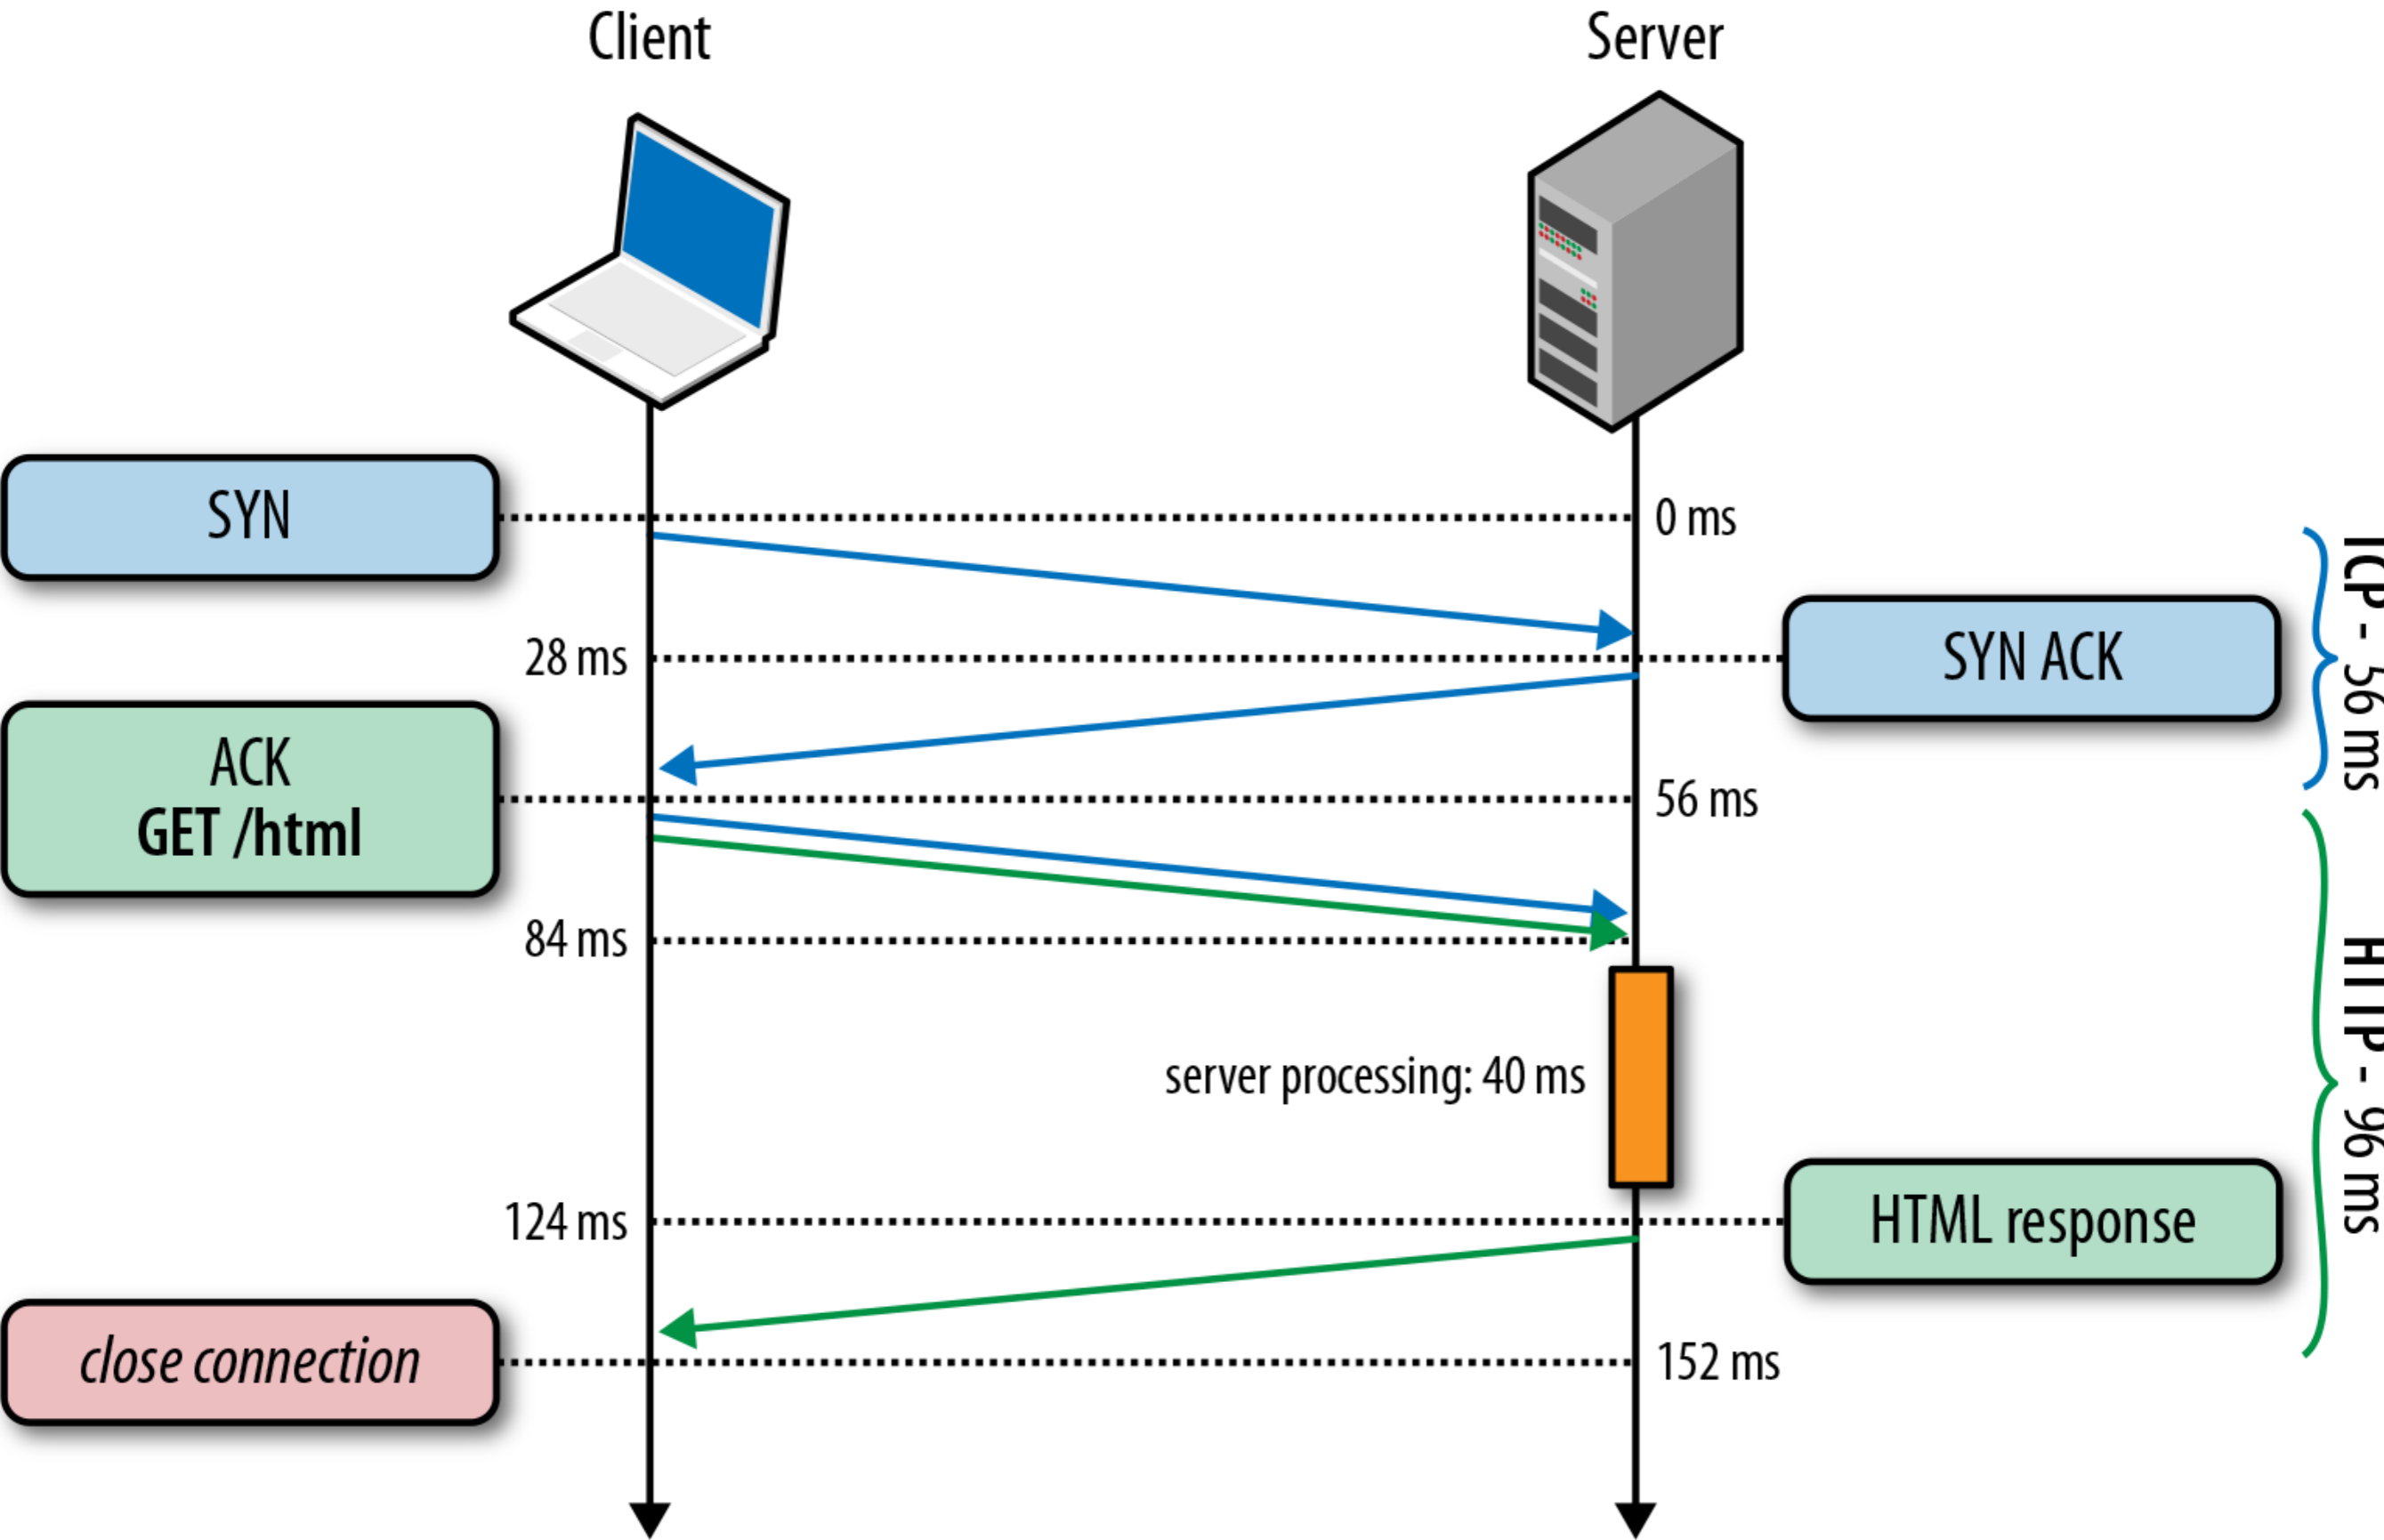 Client
Server
SYN
0 ms
28 ms
SYN ACK
TCP - 56 ms
ACK
GET /html
56 ms
84 ms
server processing: 40 ms
HTTP - 96 ms
124 ms
HTML response
close connection
152 ms